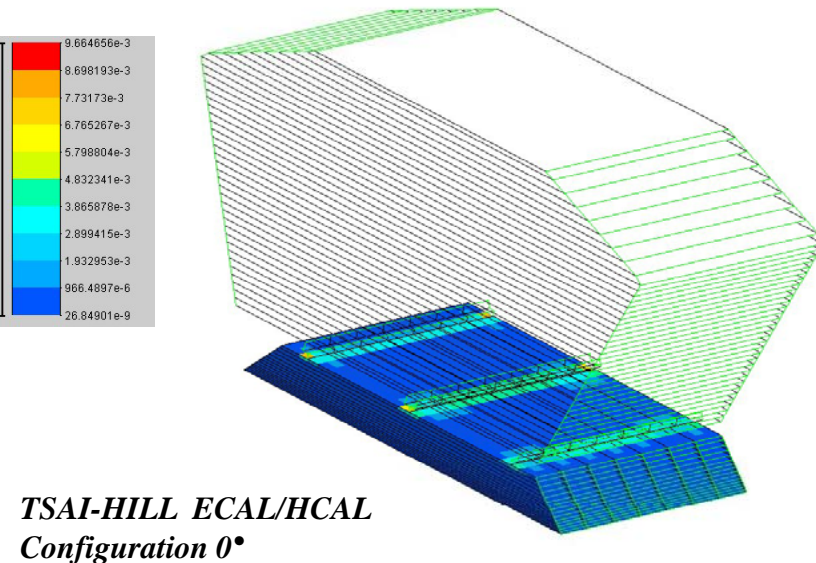 9.664656e-3
8.698193e-3
7.73173e-3
6.765267e-3
5.798804e-3
4.832341e-3
3.865878e-3
2.899415e-3
1.932953e-3
966.4897e-6
26.84901e-9
TSAI-HILL ECAL/HCAL
Configuration 0•